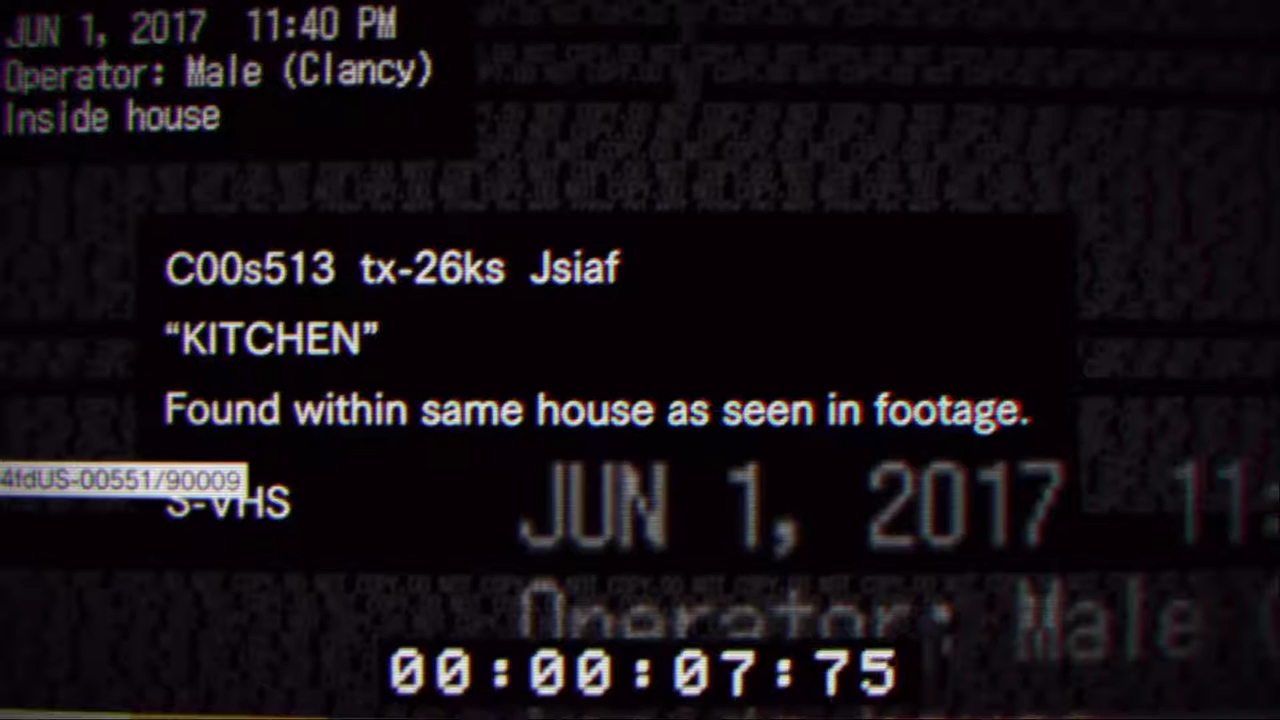 JUN 1, 2017  11:40 PM
Operator: Male (Clancy)
Inside house
C00s513  tx-26ks  Jsiaf
“KITCHEN”
Found within same house as seen in footage.
4fdUS-00551/90009
S-VHS
JUN 1, 2017  11:
Operator: Male (
00:00:07:75